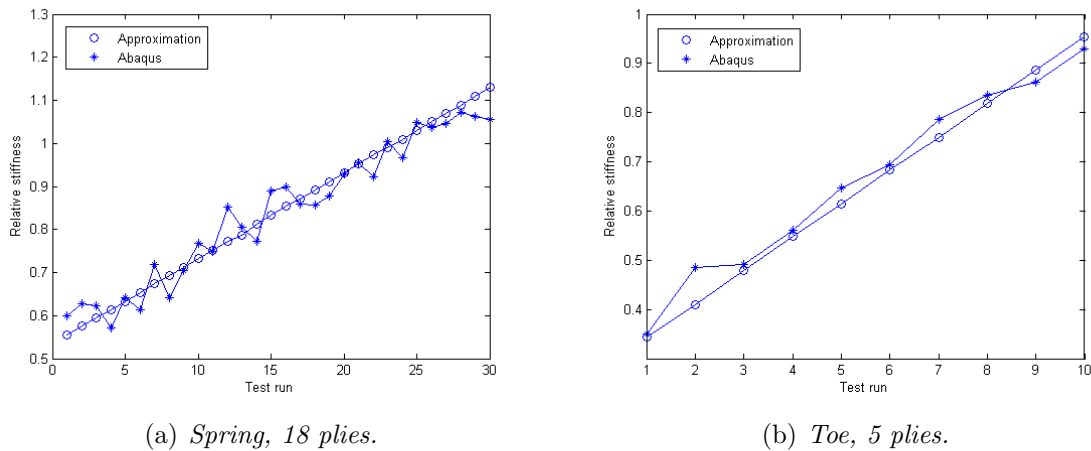 1.3
1.2
1.1
1
0.9
0.8
0.7
0.6
0.5
Relative stiffness
Approximation
Abaqus
0 5 10 15 20 25 30
Test run
(a) Spring, 18 plies.
1
0.9
0.8
0.7
0.6
0.5
0.4
Relative stiffness
Approximation
Abaqus
1 2 3 4 5 6 7 8 9 10
Test run
(b) Toe, 5 plies.